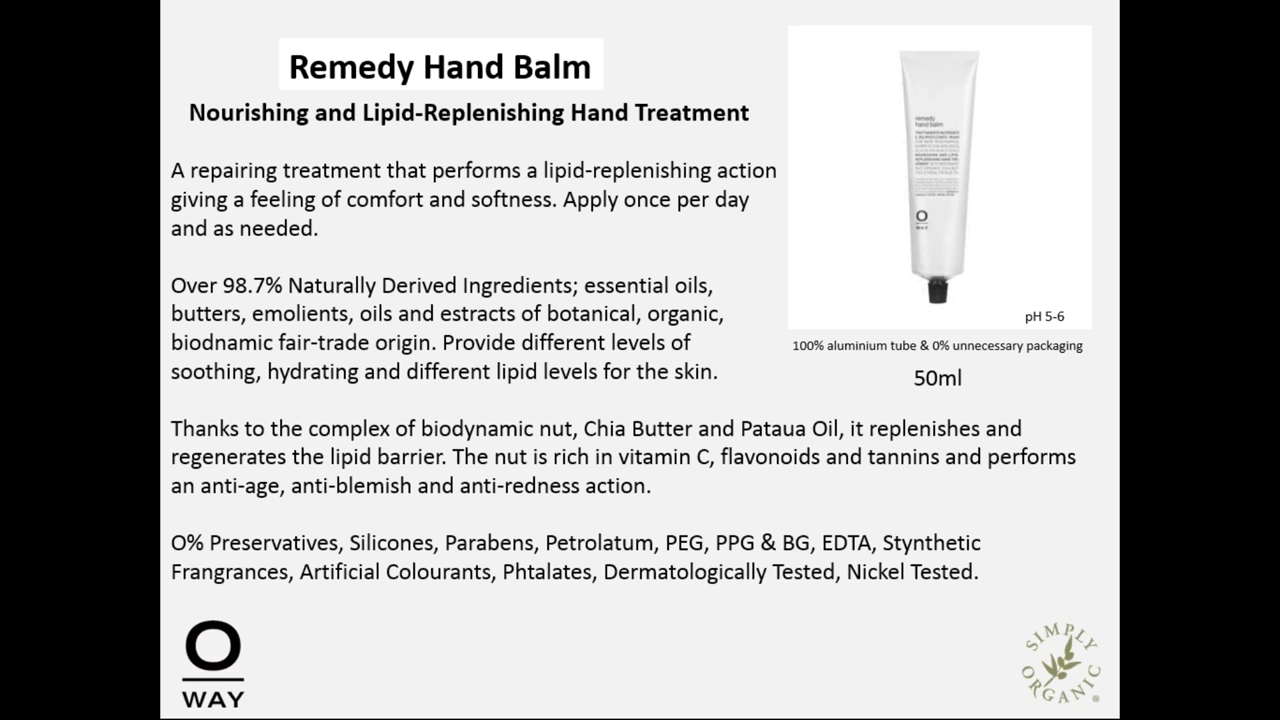 Remedy Hand Balm
Nourishing and Lipid-Replenishing Hand Treatment
A repairing treatment that performs a lipid-replenishing action
giving a feeling of comfort and softness. Apply once per day
and as needed.
Over 98.7% Naturally Derived Ingredients; essential oils,
butters, emolients, oils and estracts of botanical, organic,
biodnamic fair-trade origin. Provide different levels of
soothing, hydrating and different lipid levels for the skin.
remedy
hand balm
O
WAY
pH 5-6
100% aluminium tube & 0% unnecessary packaging
50ml
Thanks to the complex of biodynamic nut, Chia Butter and Pataua Oil, it replenishes and
regenerates the lipid barrier. The nut is rich in vitamin C, flavonoids and tannins and performs
an anti-age, anti-blemish and anti-redness action.
O% Preservatives, Silicones, Parabens, Petrolatum, PEG, PPG & BG, EDTA, Stynthetic
Frangrances, Artificial Colourants, Phtalates, Dermatologically Tested, Nickel Tested.
O
WAY
SIMPLY
ORGANIC
®